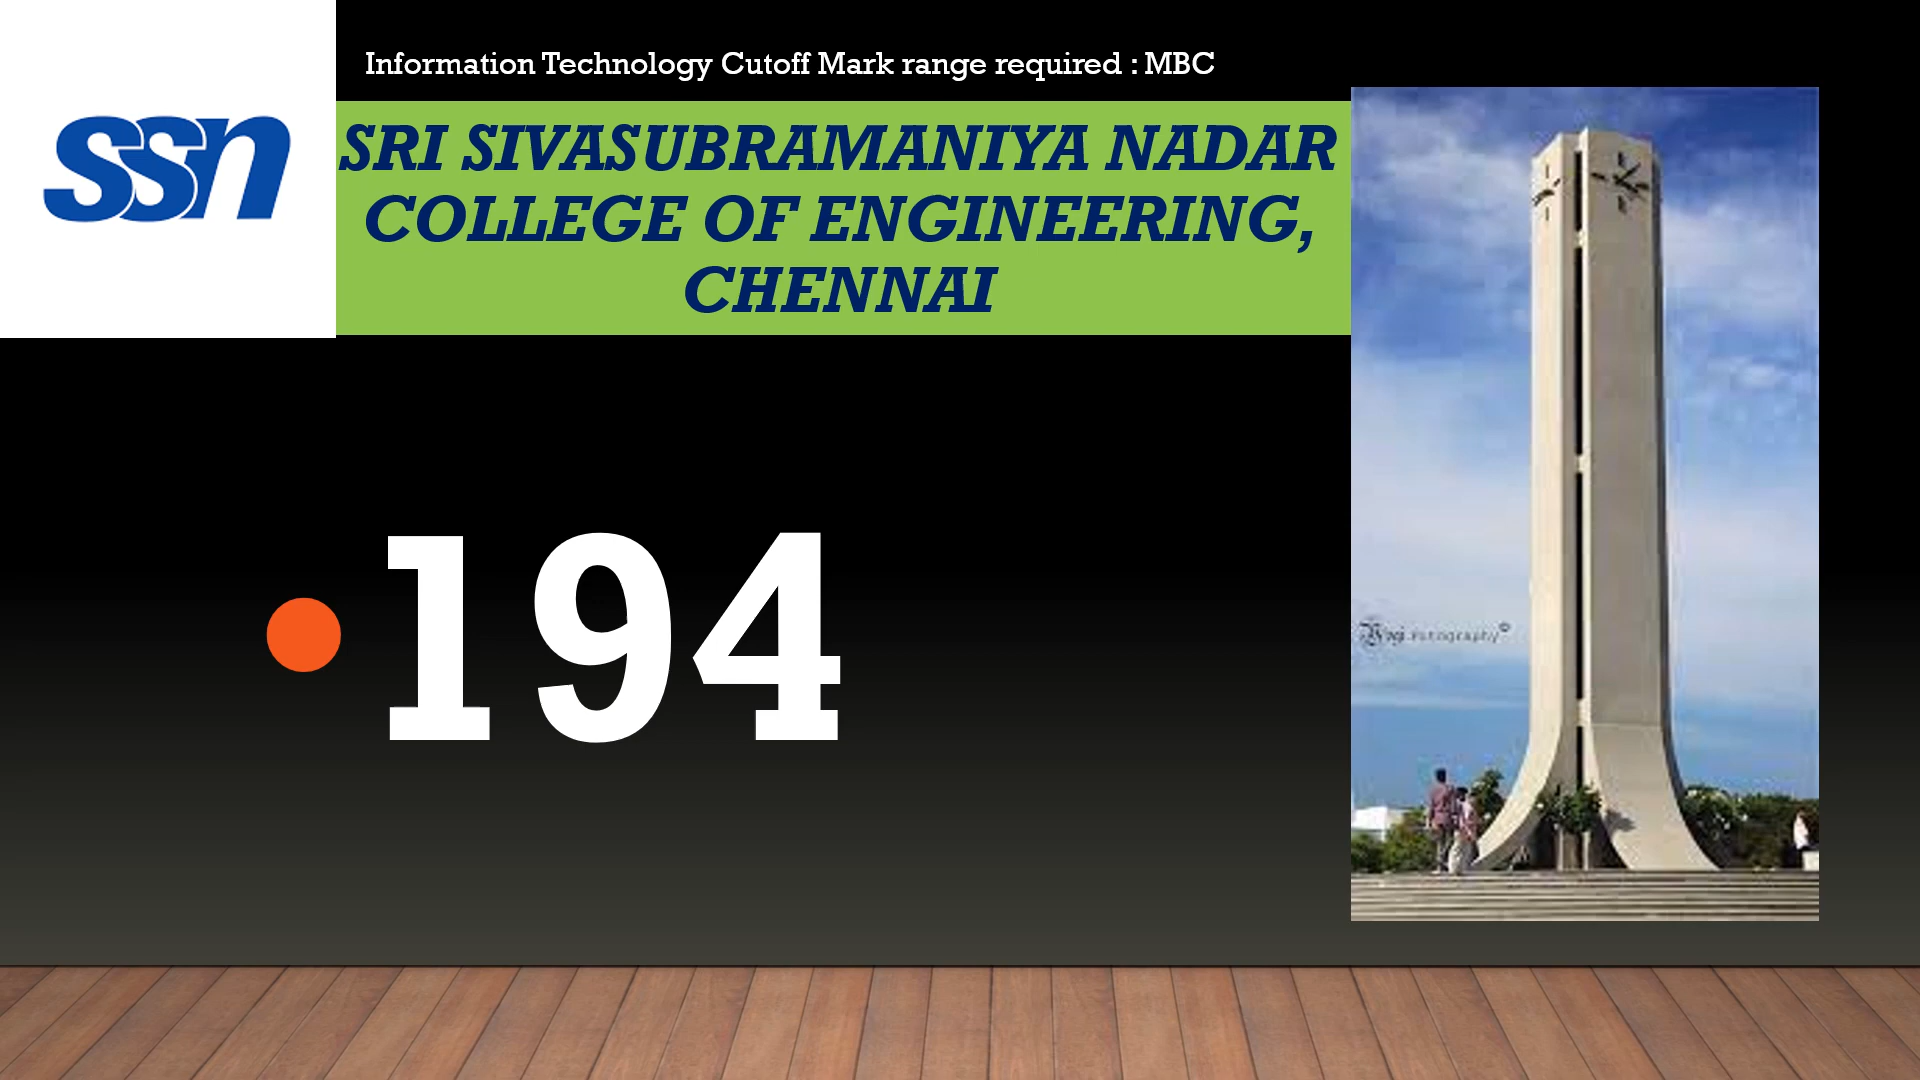 Information Technology Cutoff Mark range required : MBC
ssn
SRI SIVASUBRAMANIYA NADAR
COLLEGE OF ENGINEERING,
CHENNAI
194